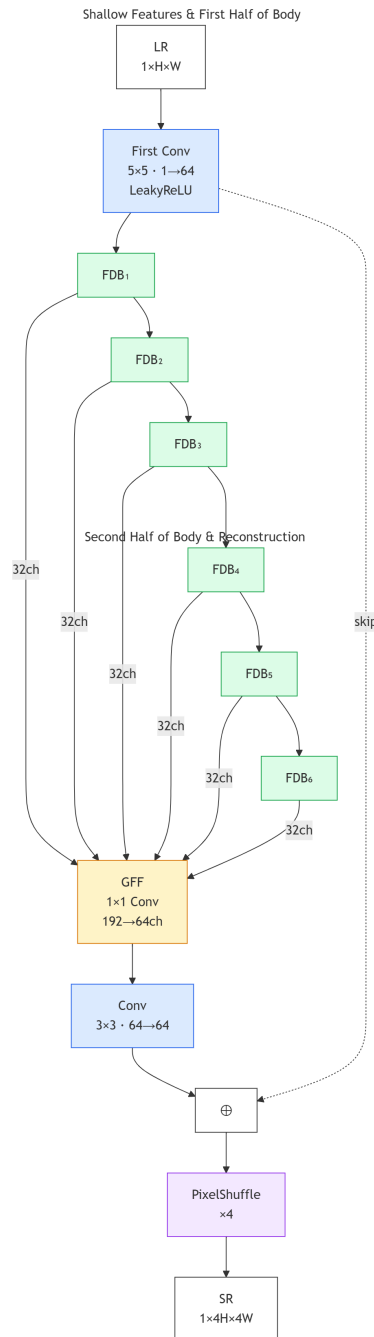 Shallow Features & First Half of Body
LR
1×H×W
First Conv
5×5 · 1→64
LeakyReLU
FDB₁
FDB₂
FDB₃
Second Half of Body & Reconstruction
FDB₄
32ch
32ch
skip
32ch
FDB₅
32ch
32ch
FDB₆
32ch
GFF
1×1 Conv
192→64ch
Conv
3×3 · 64→64
⊕
PixelShuffle
×4
SR
1×4H×4W